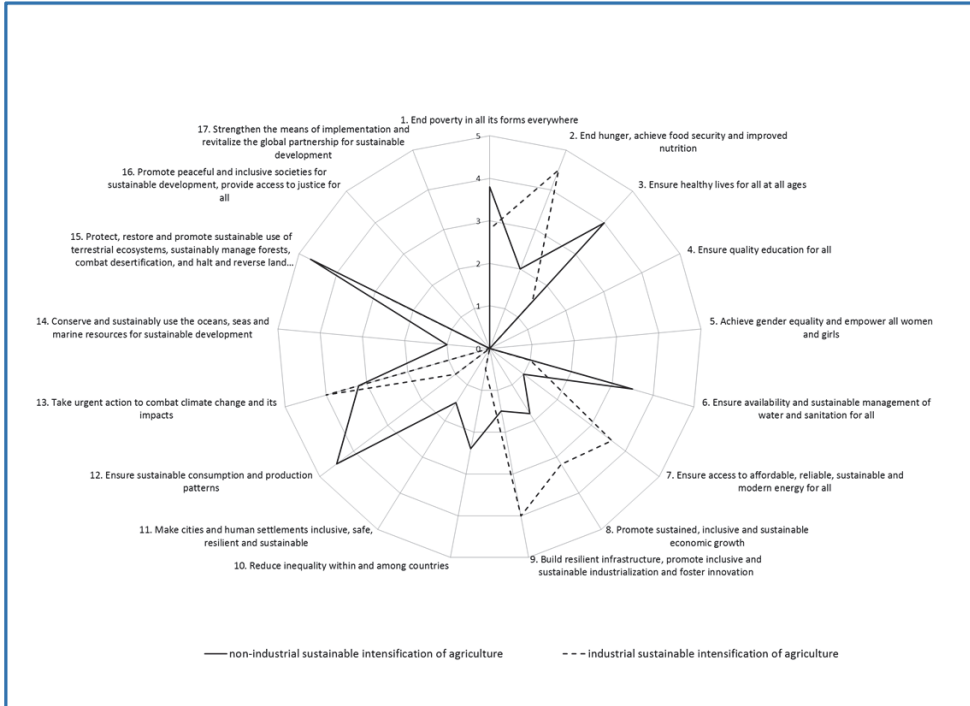 1. End poverty in all its forms everywhere
2. End hunger, achieve food security and improved
nutrition
3. Ensure healthy lives for all at all ages
4. Ensure quality education for all
5. Achieve gender equality and empower all women
and girls
6. Ensure availability and sustainable management of
water and sanitation for all
7. Ensure access to affordable, reliable, sustainable and
modern energy for all
8. Promote sustained, inclusive and sustainable
economic growth
9. Build resilient infrastructure, promote inclusive and
sustainable industrialization and foster innovation
10. Reduce inequality within and among countries
11. Make cities and human settlements inclusive, safe,
resilient and sustainable
12. Ensure sustainable consumption and production
patterns
13. Take urgent action to combat climate change and its
impacts
14. Conserve and sustainably use the oceans, seas and
marine resources for sustainable development
15. Protect, restore and promote sustainable use of
terrestrial ecosystems, sustainably manage forests,
combat desertification, and halt and reverse land...
16. Promote peaceful and inclusive societies for
sustainable development, provide access to justice for
all
17. Strengthen the means of implementation and
revitalize the global partnership for sustainable
development
5
4
3
2
1
0
non-industrial sustainable intensification of agriculture
industrial sustainable intensification of agriculture